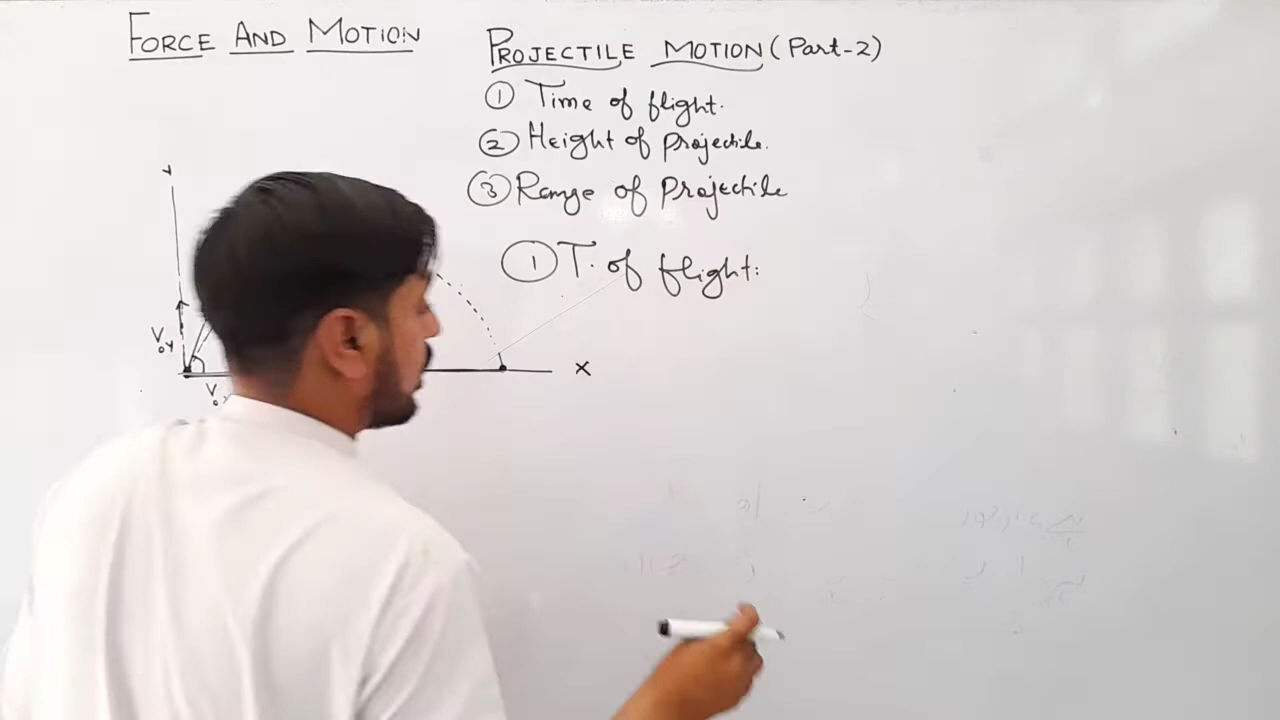 FORCE AND MOTION
PROJECTILE MOTION (Part-2)
① Time of flight.
② Height of projectile.
③ Range of Projectile
① T. of flight:
Y
V₀Y
X